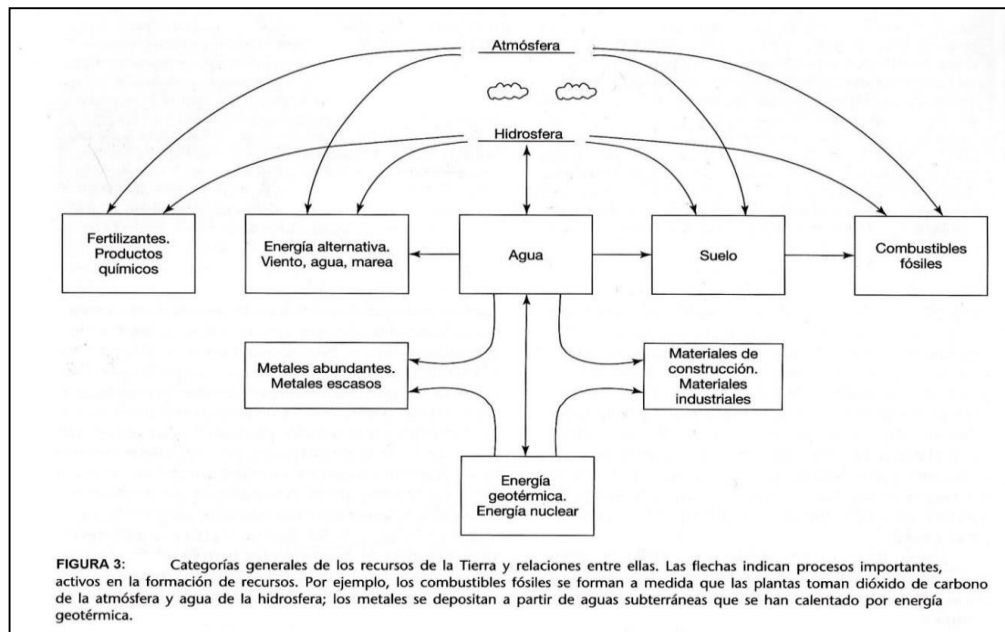 Atmósfera
Hidrosfera
Fertilizantes.
Productos
químicos
Energía alternativa.
Viento, agua, marea
Agua
Suelo
Combustibles
fósiles
Metales abundantes.
Metales escasos
Materiales de
construcción.
Materiales
industriales
Energía
geotérmica.
Energía nuclear
FIGURA 3: Categorías generales de los recursos de la Tierra y relaciones entre ellas. Las flechas indican procesos importantes,
activos en la formación de recursos. Por ejemplo, los combustibles fósiles se forman a medida que las plantas toman dióxido de carbono
de la atmósfera y agua de la hidrosfera; los metales se depositan a partir de aguas subterráneas que se han calentado por energía
geotérmica.